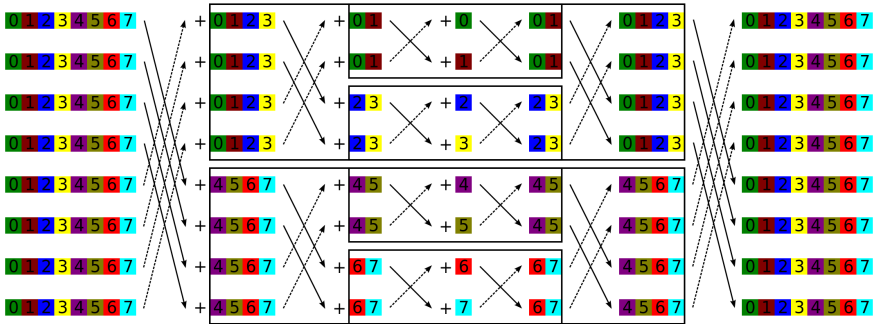 01234567 + 0123 + 01 + 0 01 0123 01234567
01234567 + 0123 + 01 + 1 01 0123 01234567
01234567 + 0123 + 23 + 2 23 0123 01234567
01234567 + 0123 + 23 + 3 23 0123 01234567
01234567 + 4567 + 45 + 4 45 4567 01234567
01234567 + 4567 + 45 + 5 45 4567 01234567
01234567 + 4567 + 67 + 6 67 4567 01234567
01234567 + 4567 + 67 + 7 67 4567 01234567